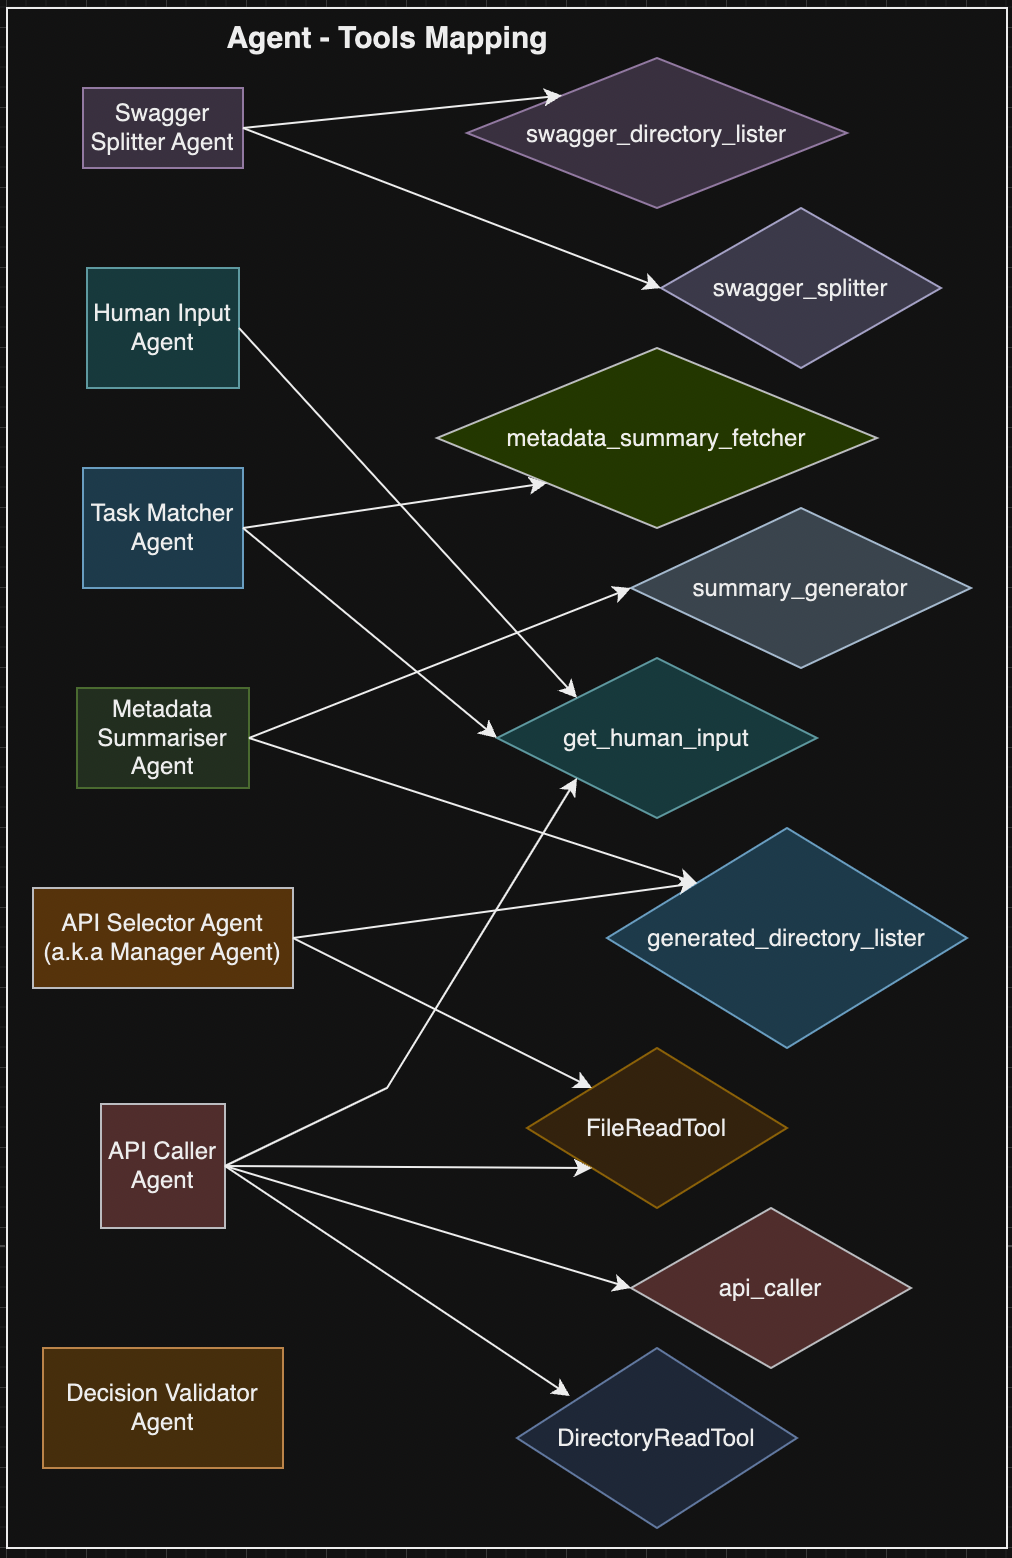 Agent - Tools Mapping
Swagger
Splitter Agent
swagger_directory_lister
swagger_splitter
Human Input
Agent
metadata_summary_fetcher
Task Matcher
Agent
summary_generator
Metadata
Summariser
Agent
get_human_input
API Selector Agent
(a.k.a Manager Agent)
generated_directory_lister
FileReadTool
API Caller
Agent
api_caller
Decision Validator
Agent
DirectoryReadTool